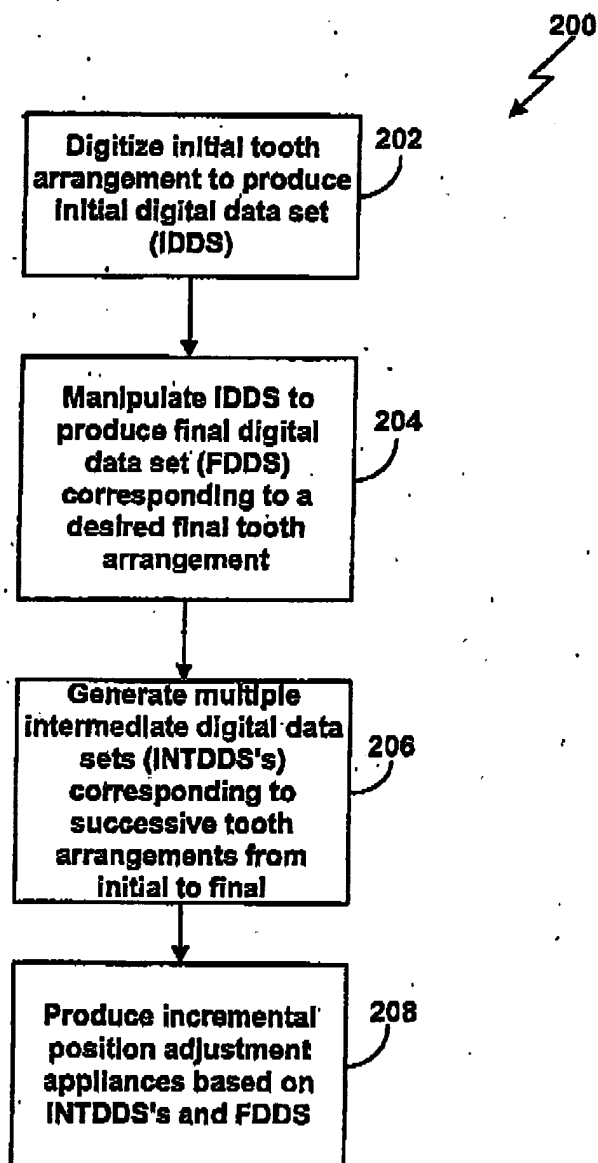 200
Digitize initial tooth
arrangement to produce
initial digital data set
(IDDS)
202
Manipulate IDDS to
produce final digital
data set (FDDS)
corresponding to a
desired final tooth
arrangement
204
Generate multiple
intermediate digital data
sets (INTDDS's)
corresponding to
successive tooth
arrangements from
initial to final
206
Produce incremental
position adjustment
appliances based on
INTDDS's and FDDS
208